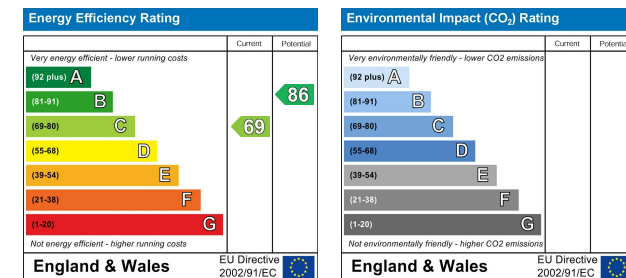 Energy Efficiency Rating
Current Potential
Very energy efficient - lower running costs
(92 plus) A
(81-91) B
86
(69-80) C
69
(55-68) D
(39-54) E
(21-38) F
(1-20) G
Not energy efficient - higher running costs
England & Wales
EU Directive
2002/91/EC
Environmental Impact (CO₂) Rating
Current Potential
Very environmentally friendly - lower CO2 emissions
(92 plus) A
(81-91) B
(69-80) C
(55-68) D
(39-54) E
(21-38) F
(1-20) G
Not environmentally friendly - higher CO2 emissions
England & Wales
EU Directive
2002/91/EC